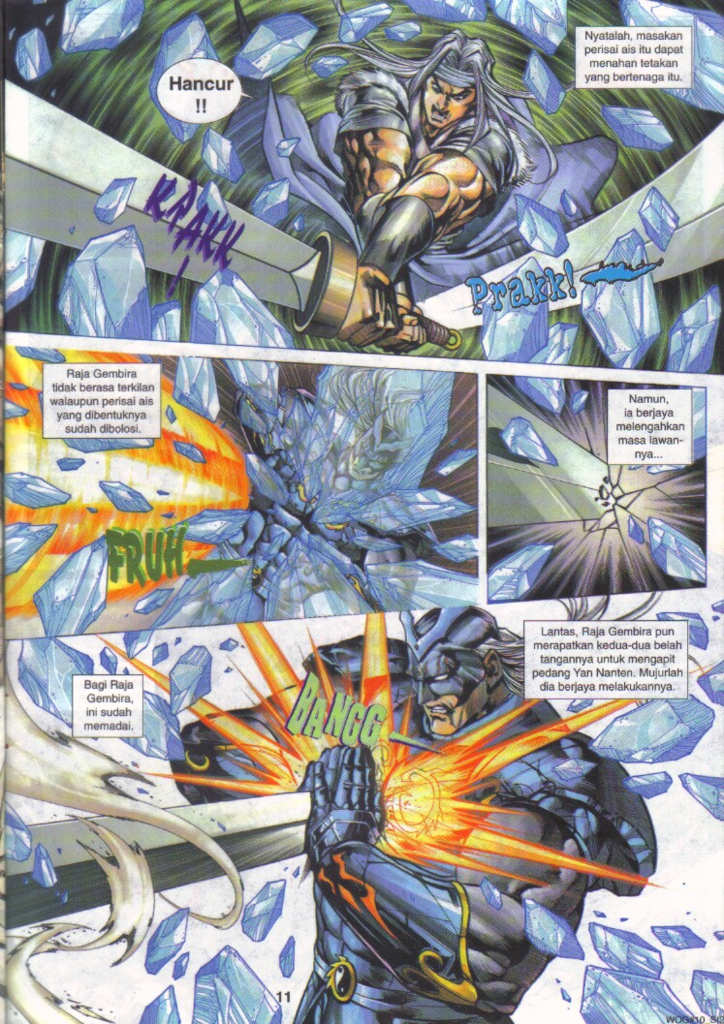 Nyatalah, masakan
perisai ais itu dapat
menahan tetakan
yang bertenaga itu.
Hancur
!!
KRAKK
!
Prakk!
Raja Gembira
tidak berasa terkilan
walaupun perisai ais
yang dibentuknya
sudah dibolosi.
Namun,
ia berjaya
melengahkan
masa lawan-
nya...
FRUH
Lantas, Raja Gembira pun
merapatkan kedua-dua belah
tangannya untuk mengapit
pedang Yan Nanten. Mujurlah
dia berjaya melakukannya.
Bagi Raja
Gembira,
ini sudah
memadai.
BANGG
11